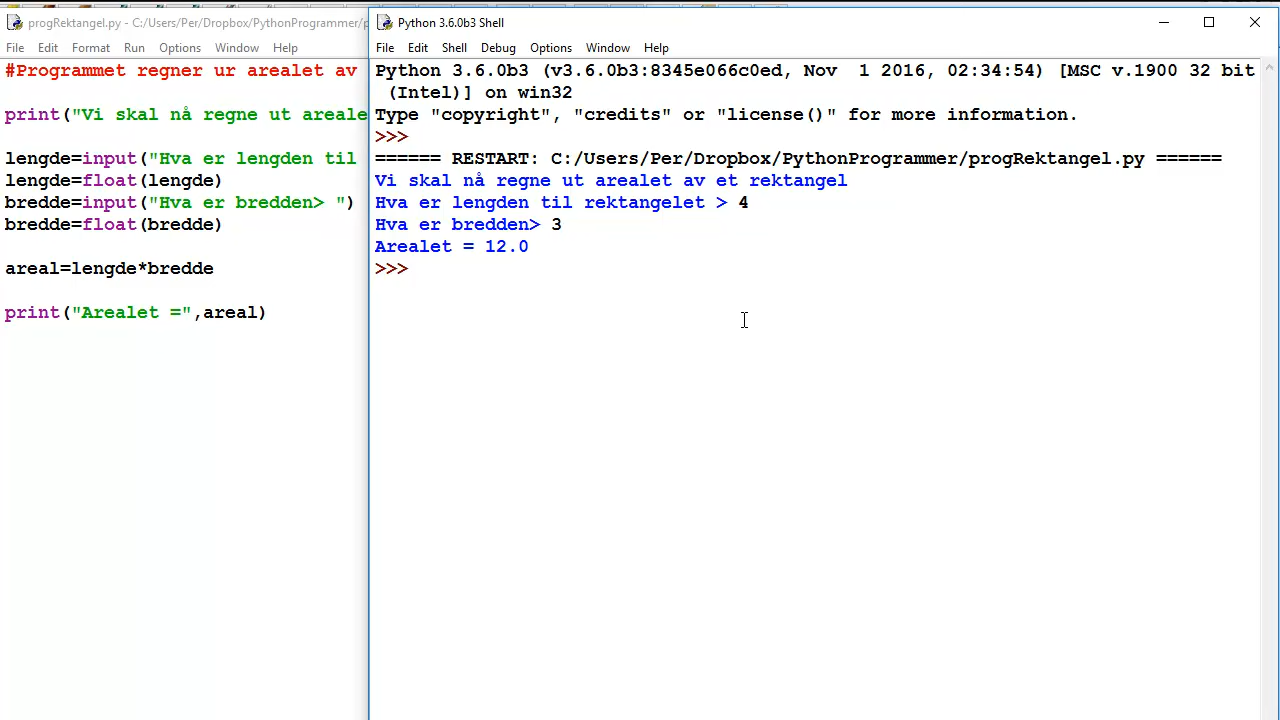 progRektangel.py - C:/Users/Per/Dropbox/PythonProgrammer/p
File Edit Format Run Options Window Help
#Programmet regner ur arealet av
print("Vi skal nå regne ut areale
lengde=input("Hva er lengden til
lengde=float(lengde)
bredde=input("Hva er bredden> ")
bredde=float(bredde)
areal=lengde*bredde
print("Arealet =",areal)
Python 3.6.0b3 Shell
File Edit Shell Debug Options Window Help
Python 3.6.0b3 (v3.6.0b3:8345e066c0ed, Nov  1 2016, 02:34:54) [MSC v.1900 32 bit
(Intel)] on win32
Type "copyright", "credits" or "license()" for more information.
>>>
====== RESTART: C:/Users/Per/Dropbox/PythonProgrammer/progRektangel.py ======
Vi skal nå regne ut arealet av et rektangel
Hva er lengden til rektangelet > 4
Hva er bredden> 3
Arealet = 12.0
>>>